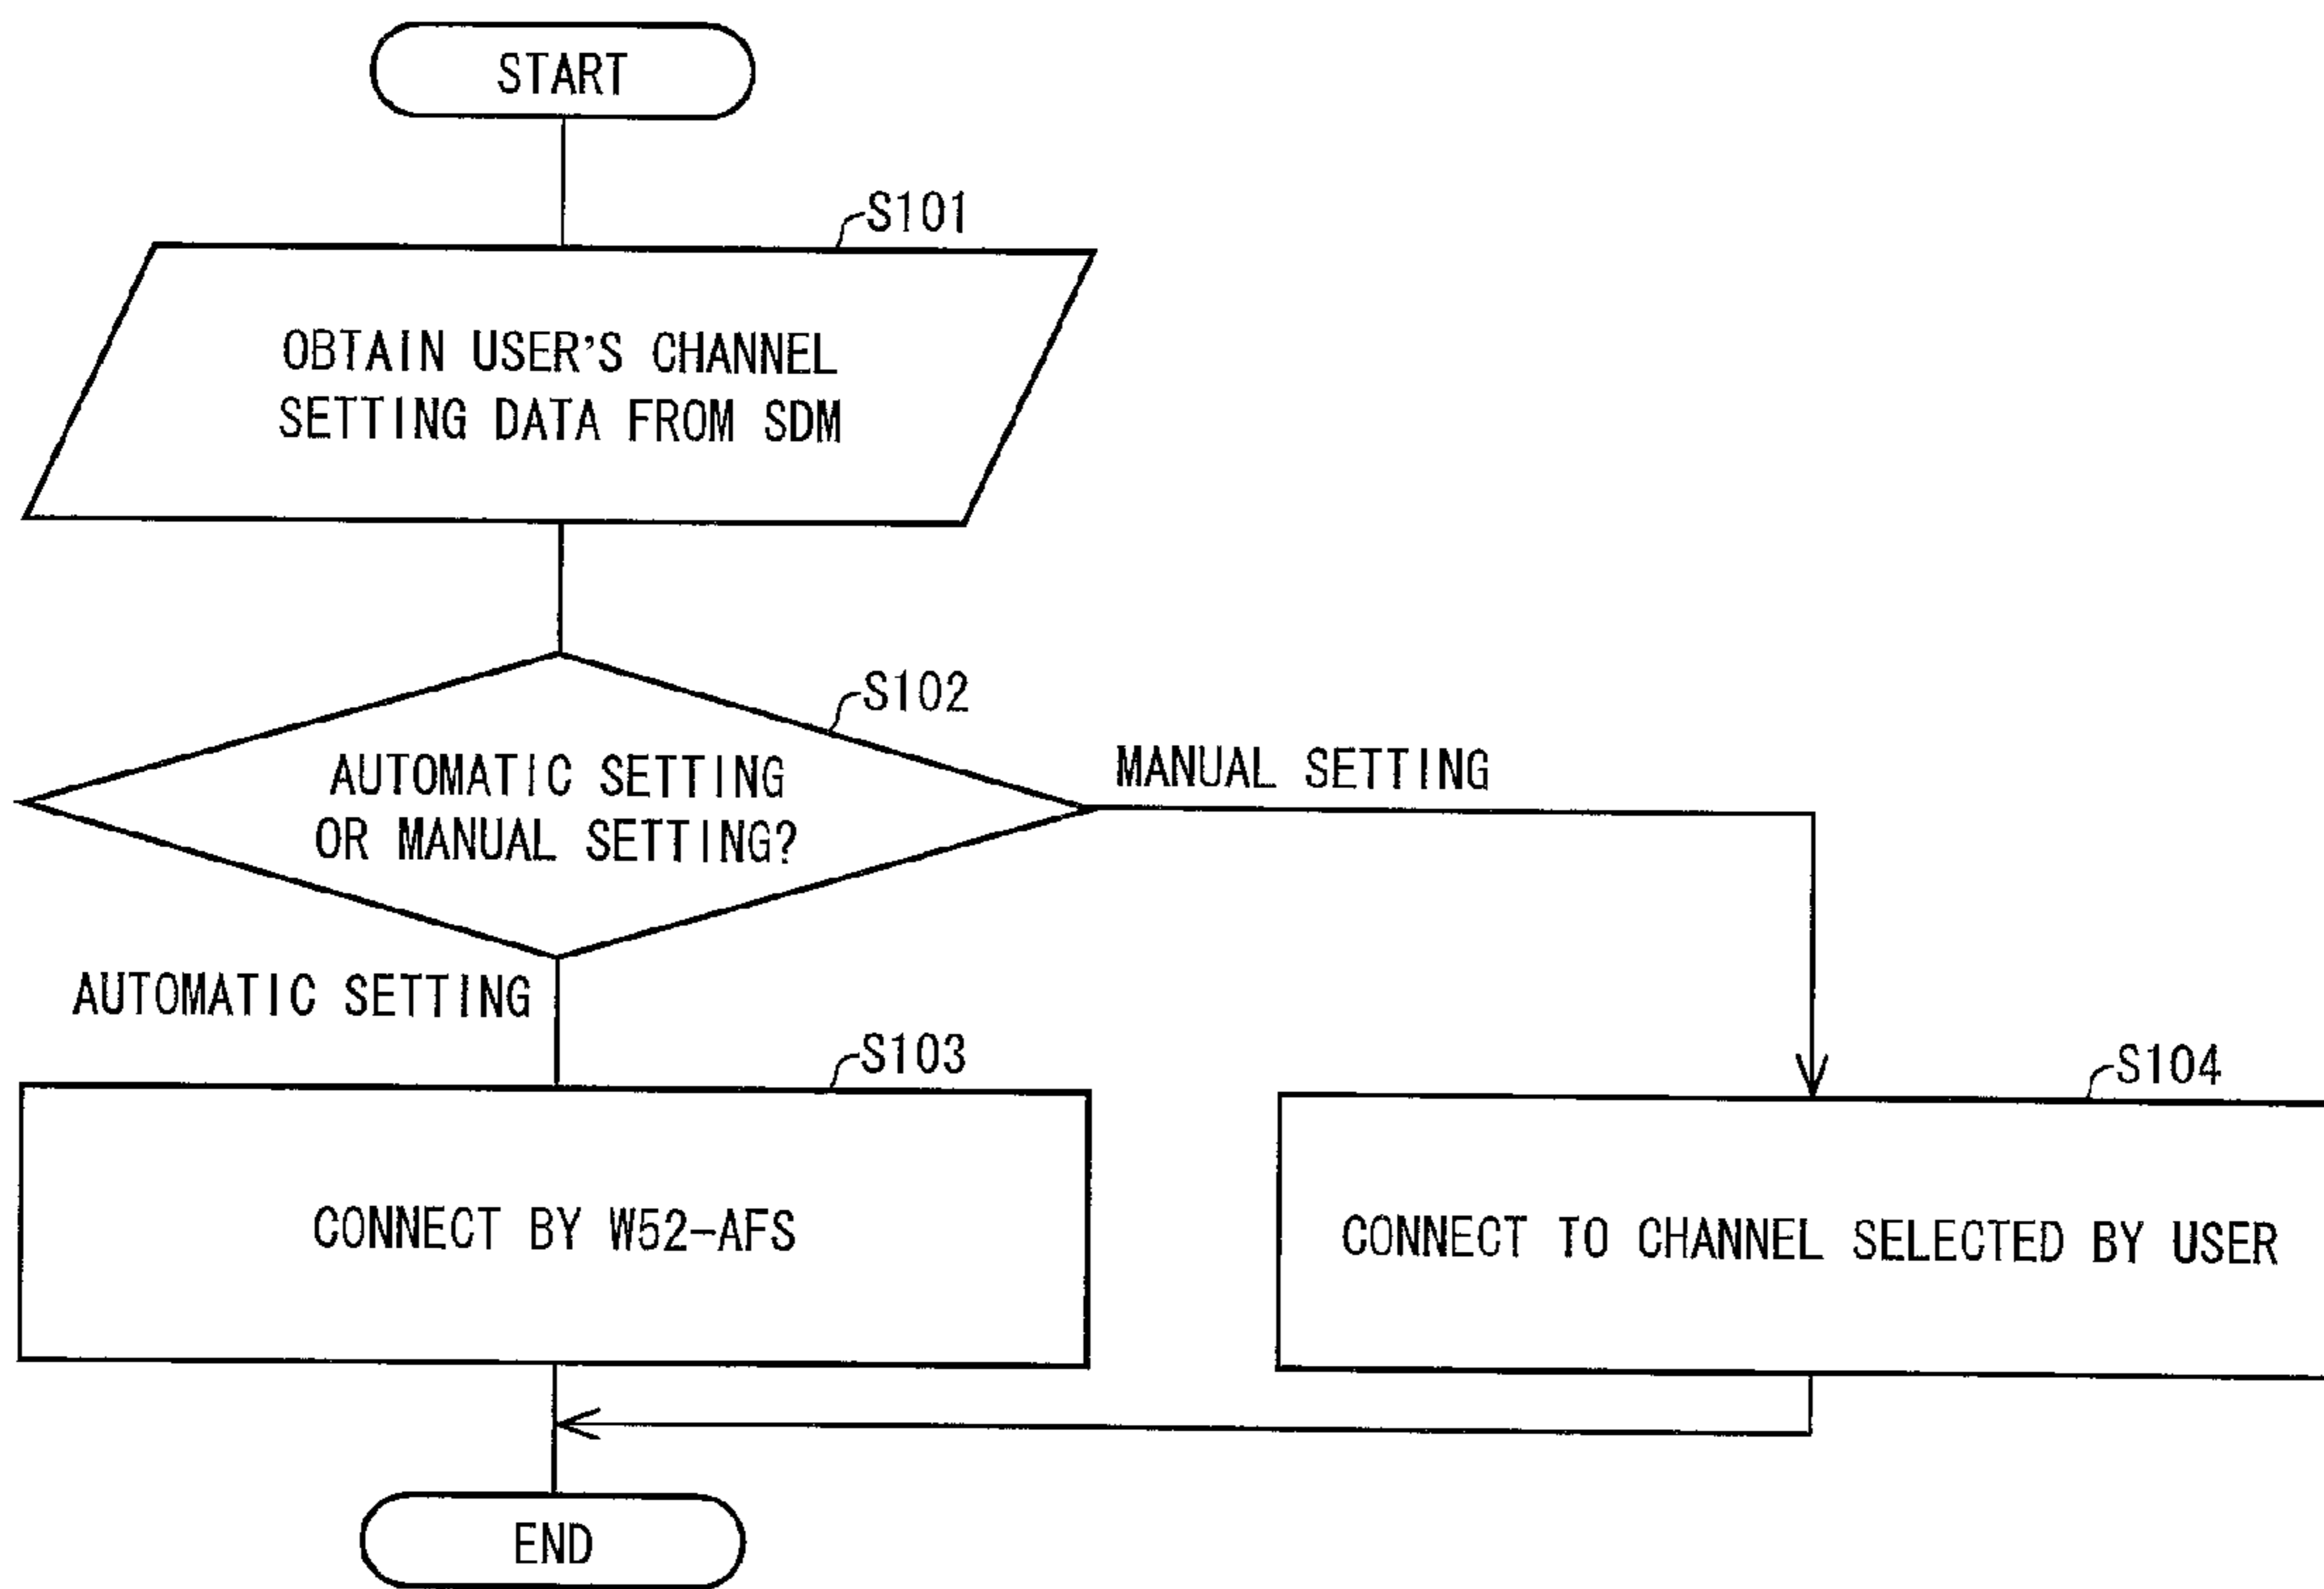 START
S101
OBTAIN USER'S CHANNEL
SETTING DATA FROM SDM
S102
AUTOMATIC SETTING
OR MANUAL SETTING?
MANUAL SETTING
AUTOMATIC SETTING
S103
CONNECT BY W52-AFS
S104
CONNECT TO CHANNEL SELECTED BY USER
END